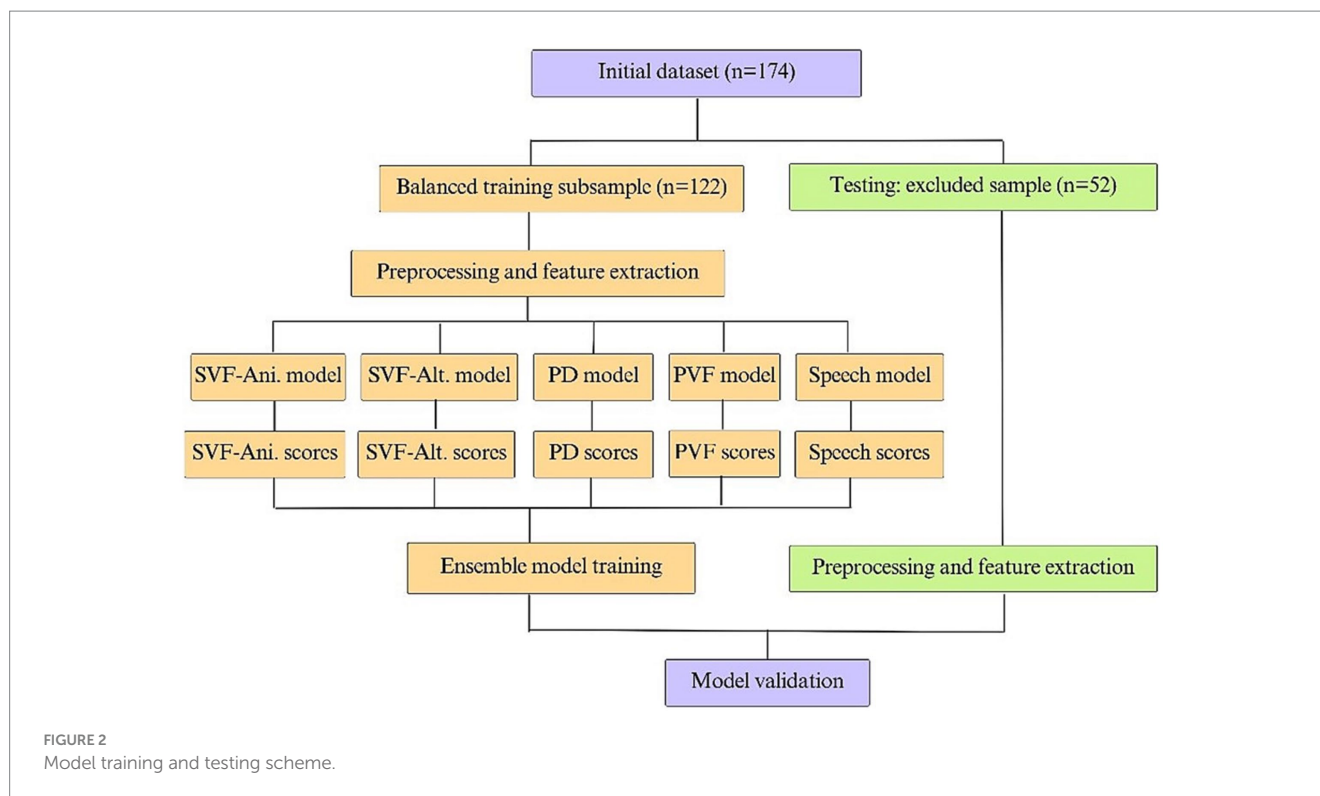 Initial dataset (n=174)
Balanced training subsample (n=122)
Testing: excluded sample (n=52)
Preprocessing and feature extraction
SVF-Ani. model
SVF-Alt. model
PD model
PVF model
Speech model
SVF-Ani. scores
SVF-Alt. scores
PD scores
PVF scores
Speech scores
Ensemble model training
Preprocessing and feature extraction
Model validation
FIGURE 2
Model training and testing scheme.